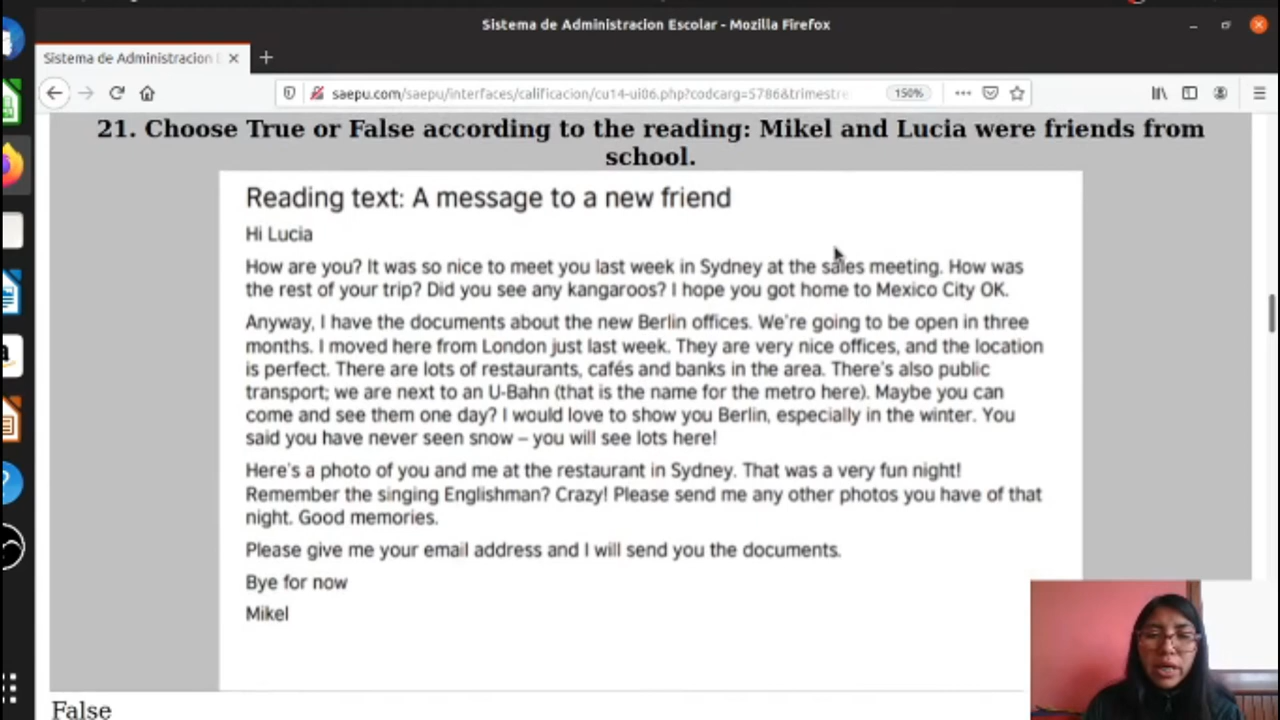 Sistema de Administracion Escolar - Mozilla Firefox
Sistema de Administracion E
saepu.com/saepu/interfaces/calificacion/cu14-ui06.php?codcarg=5786&trimestre
150%
21. Choose True or False according to the reading: Mikel and Lucia were friends from
school.
Reading text: A message to a new friend
Hi Lucia
How are you? It was so nice to meet you last week in Sydney at the sales meeting. How was
the rest of your trip? Did you see any kangaroos? I hope you got home to Mexico City OK.
Anyway, I have the documents about the new Berlin offices. We're going to be open in three
months. I moved here from London just last week. They are very nice offices, and the location
is perfect. There are lots of restaurants, cafés and banks in the area. There's also public
transport; we are next to an U-Bahn (that is the name for the metro here). Maybe you can
come and see them one day? I would love to show you Berlin, especially in the winter. You
said you have never seen snow – you will see lots here!
Here's a photo of you and me at the restaurant in Sydney. That was a very fun night!
Remember the singing Englishman? Crazy! Please send me any other photos you have of that
night. Good memories.
Please give me your email address and I will send you the documents.
Bye for now
Mikel
False